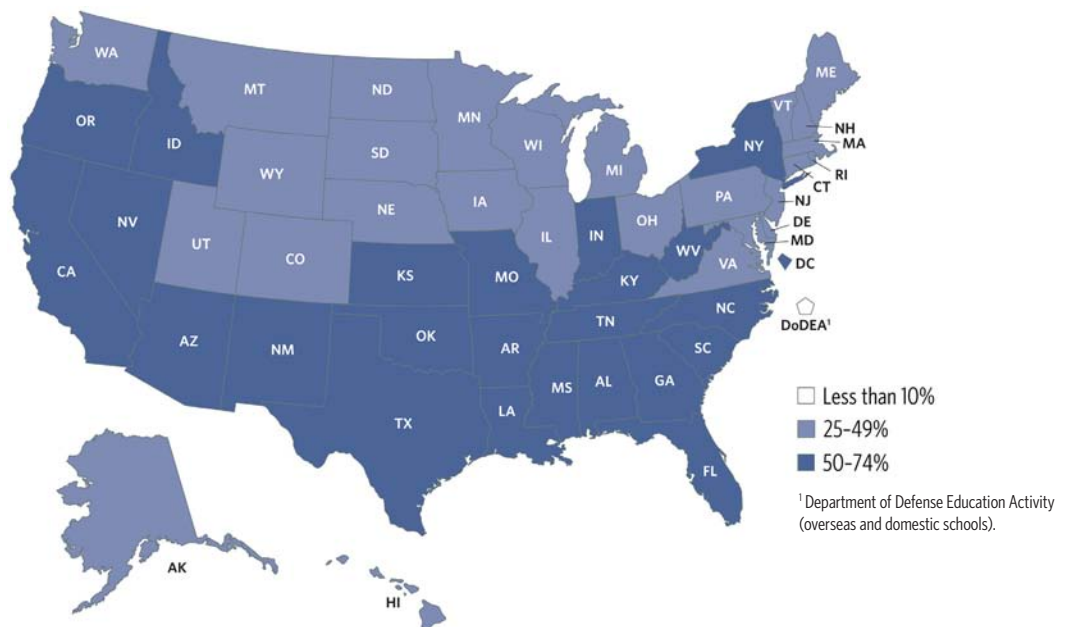 WA
MT
ND
MN
ME
VT
NH
MA
OR
ID
SD
WI
MI
NY
RI
CT
WY
IA
PA
NJ
NE
OH
DE
NV
UT
CO
IL
IN
WV
MD
VA
DC
CA
KS
MO
KY
NC
DoDEA¹
TN
AZ
NM
OK
AR
SC
MS
AL
GA
LA
TX
FL
Less than 10%
25–49%
50–74%
¹ Department of Defense Education Activity
(overseas and domestic schools).
AK
HI